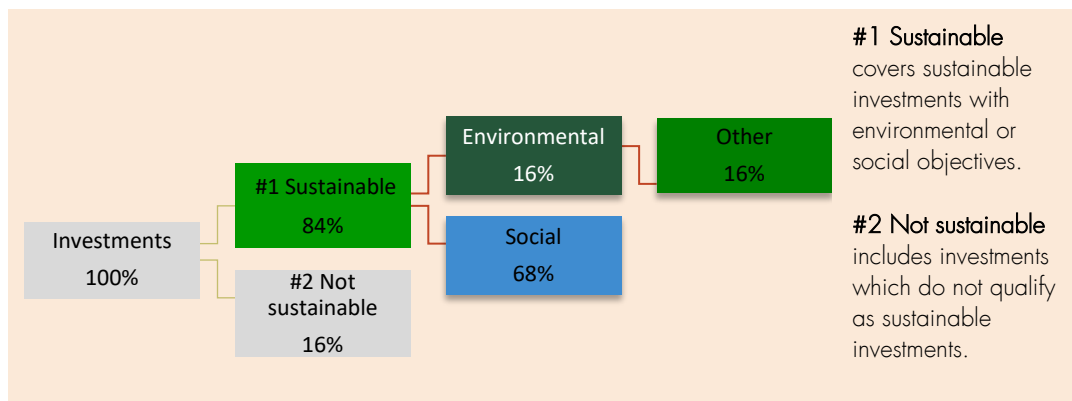 Investments
100%
#1 Sustainable
84%
#2 Not
sustainable
16%
Environmental
16%
Social
68%
Other
16%
#1 Sustainable
covers sustainable
investments with
environmental or
social objectives.
#2 Not sustainable
includes investments
which do not qualify
as sustainable
investments.